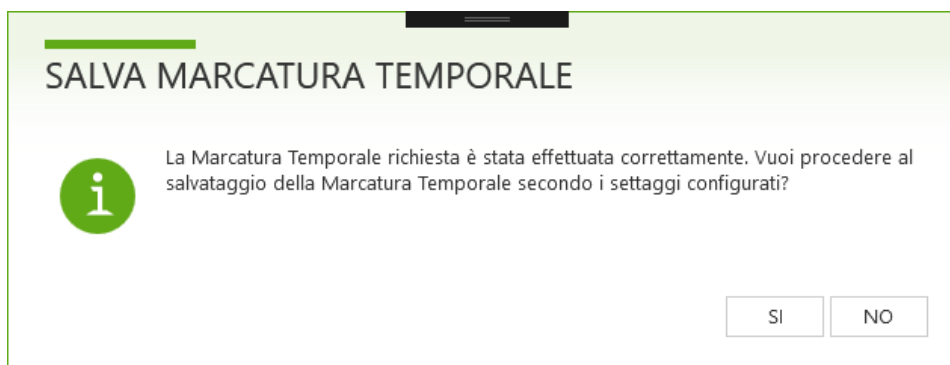 SALVA MARCATURA TEMPORALE
La Marcatura Temporale richiesta è stata effettuata correttamente. Vuoi procedere al
salvataggio della Marcatura Temporale secondo i settaggi configurati?
SI
NO